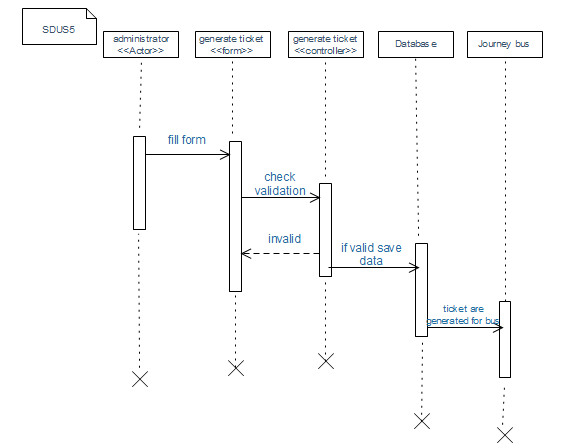 SDUS5
administrator
<<Actor>>
generate ticket
<<form>>
generate ticket
<<controller>>
Database
Journey bus
fill form
check
validation
invalid
if valid save
data
ticket are
generated for bus